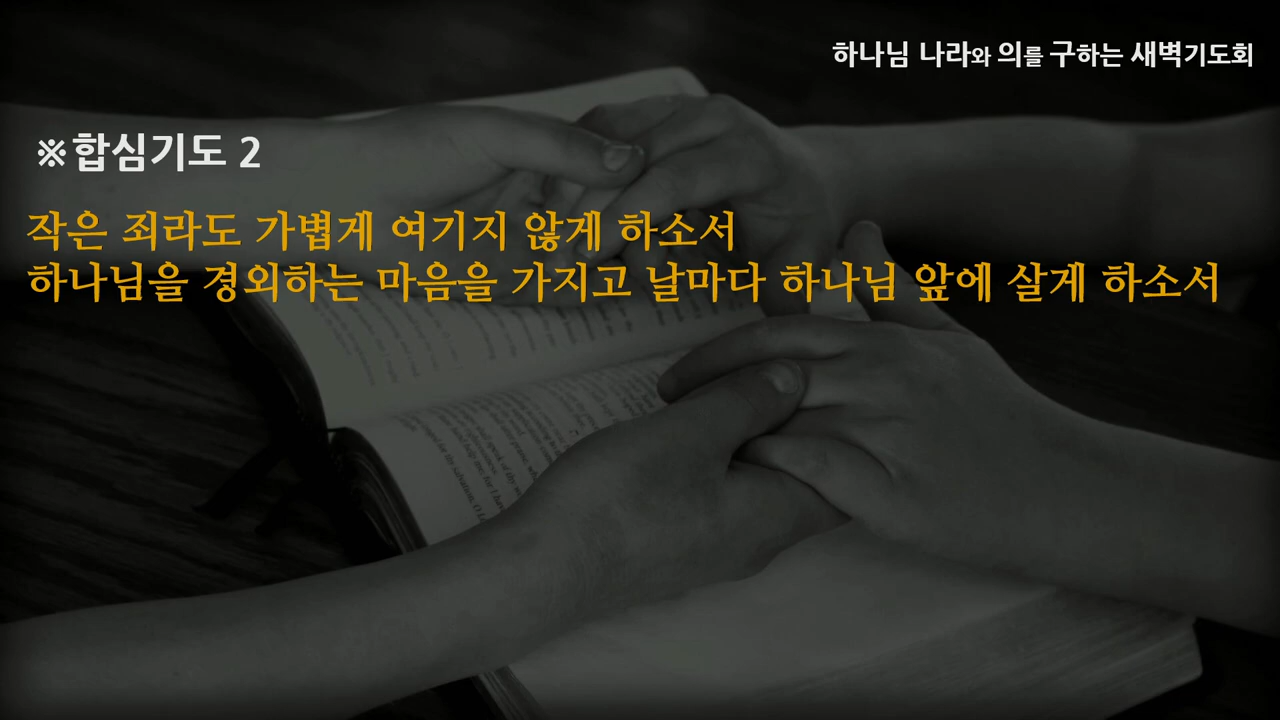 하나님 나라와 의를 구하는 새벽기도회
※합심기도 2
작은 죄라도 가볍게 여기지 않게 하소서
하나님을 경외하는 마음을 가지고 날마다 하나님 앞에 살게 하소서